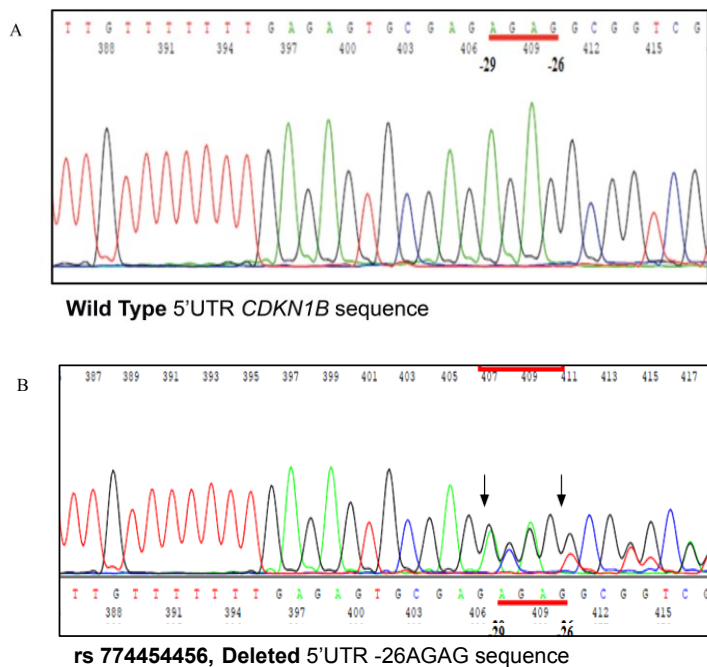 A
T T G T T T T T T T G A G A G T G C G A G A G A G G C G G T C G
388 391 394 397 400 403 406 409 412 415
-29 -26
Wild Type 5'UTR CDKN1B sequence
B
387 389 391 393 395 397 399 401 403 405 407 409 411 413 415 417
T T G T T T T T T T G A G A G T G C G A G A G A G G C G G T C G
388 391 394 397 400 403 406 409 412 415
-29 -26
rs 774454456, Deleted 5'UTR -26AGAG sequence